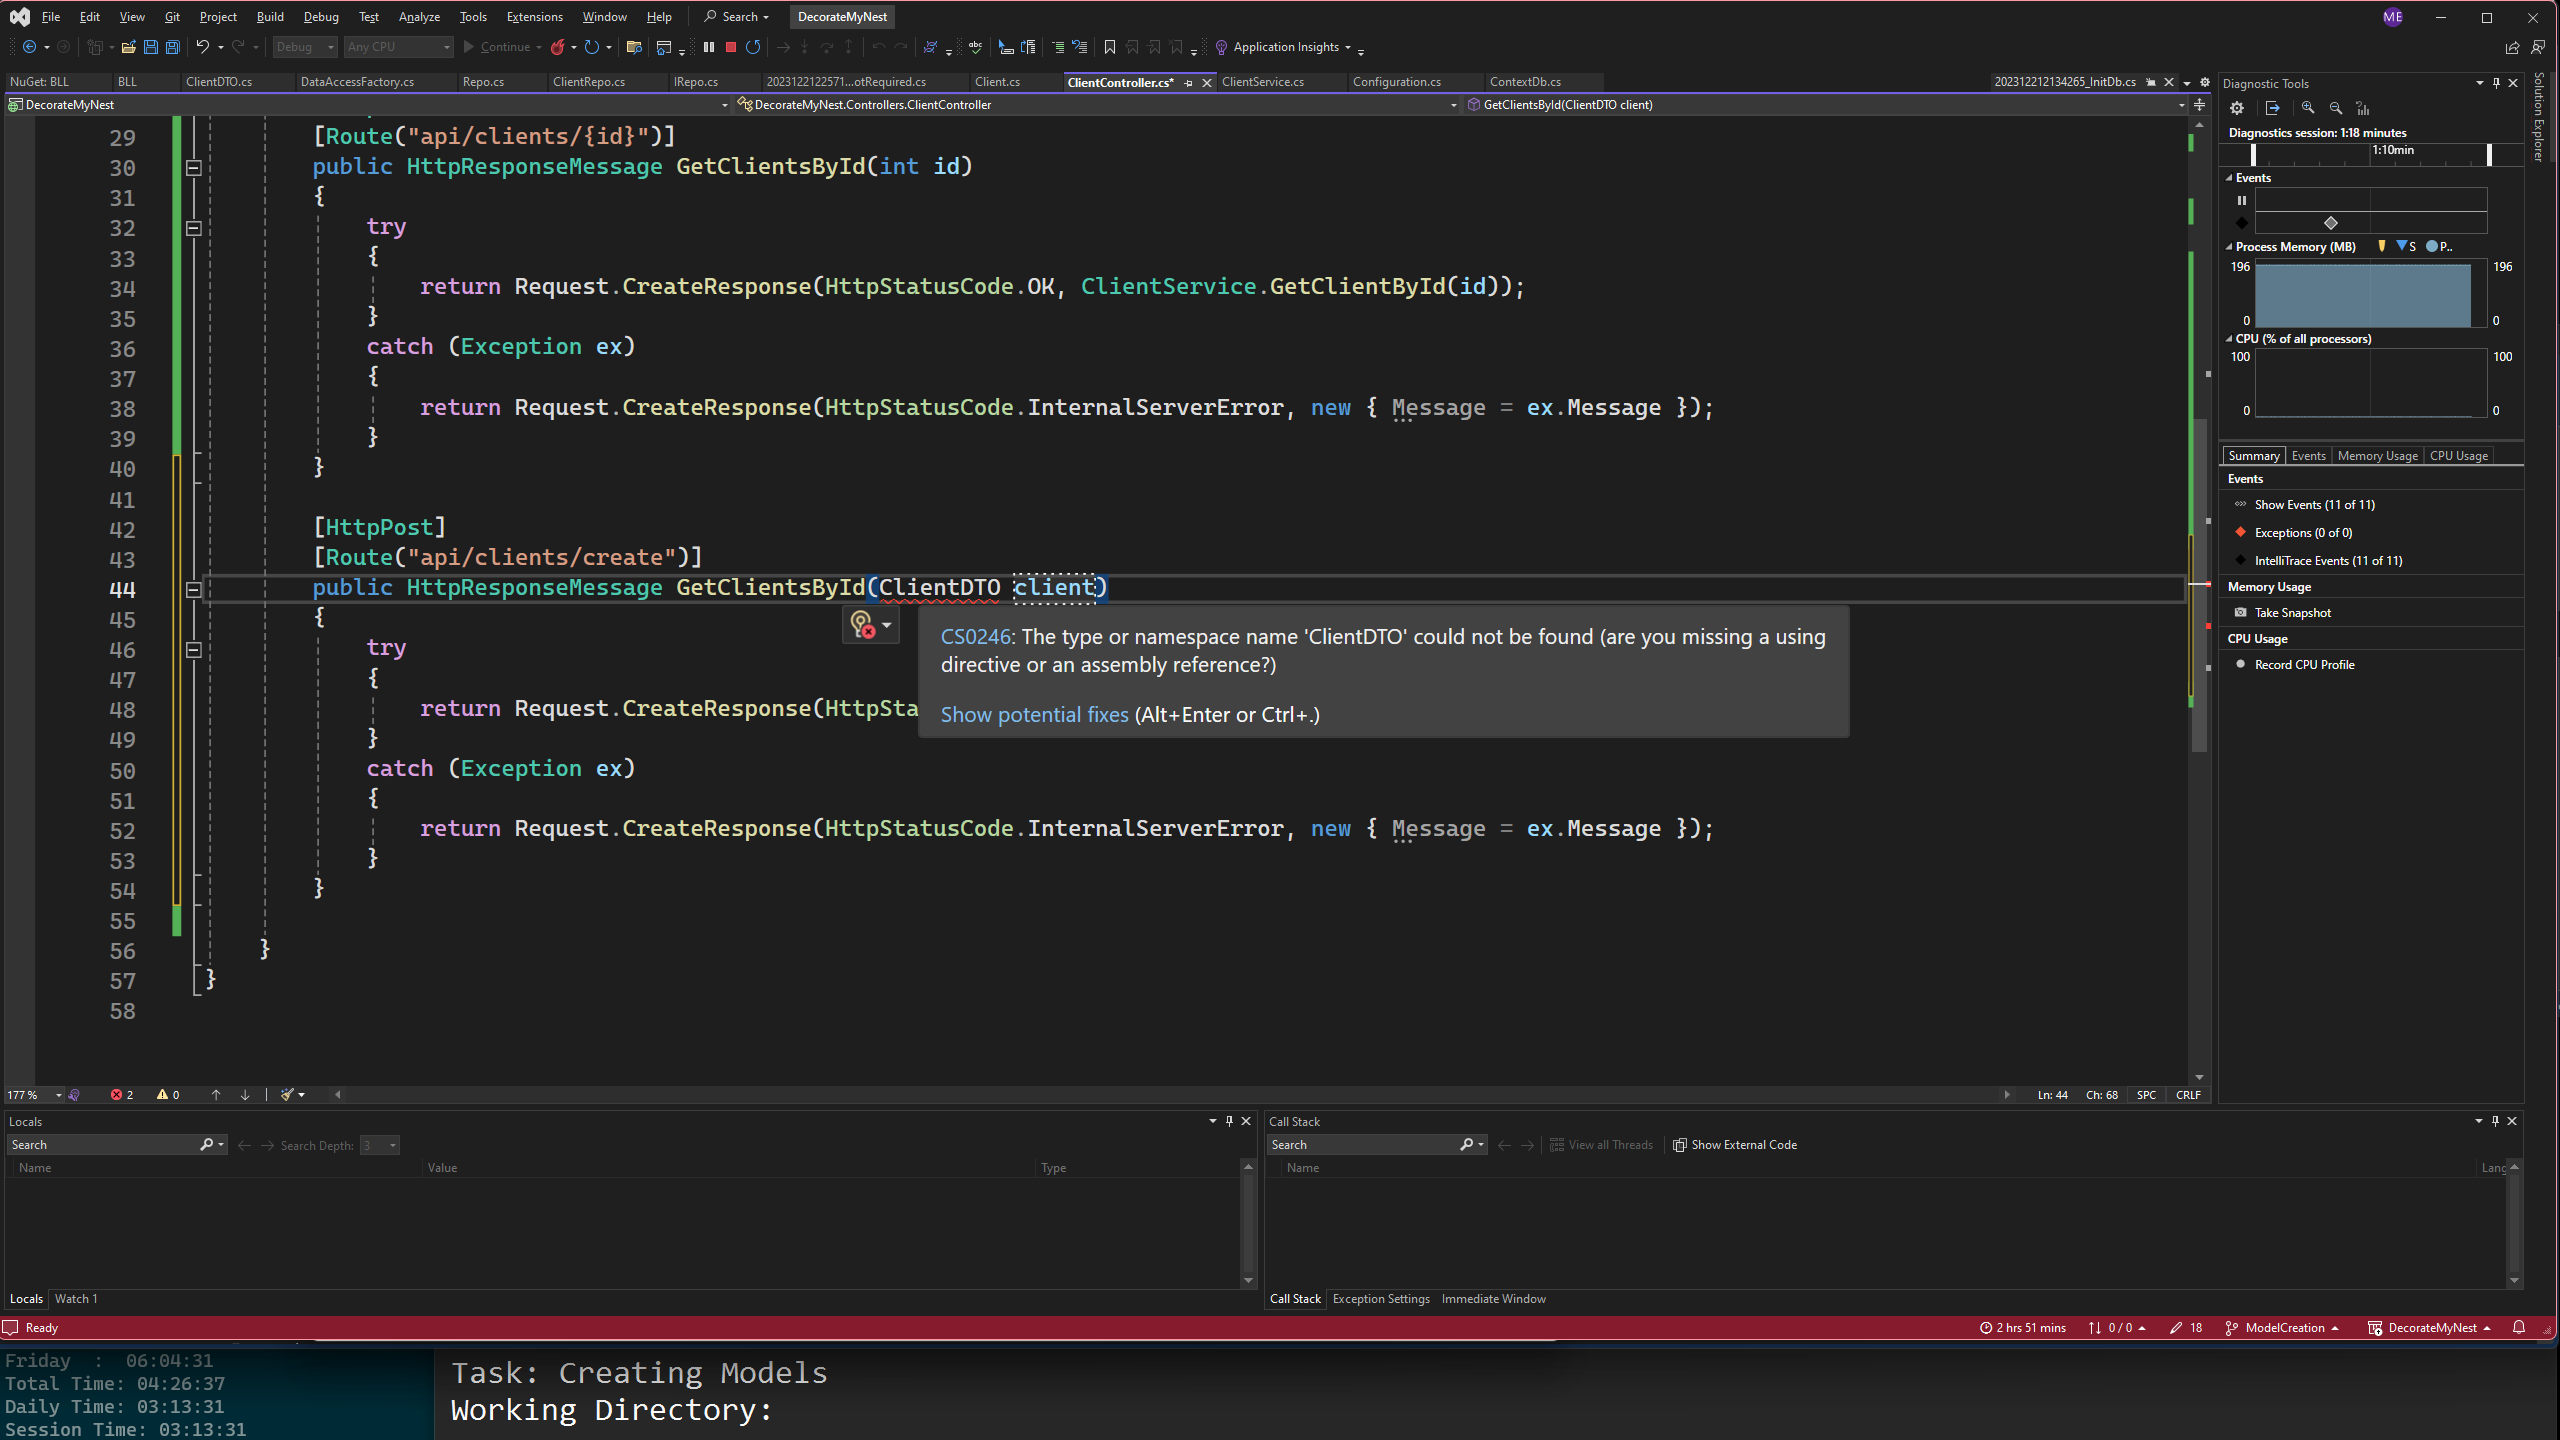 File Edit View Git Project Build Debug Test Analyze Tools Extensions Window Help Search DecorateMyNest ME
Debug Any CPU Continue Application Insights
NuGet: BLL BLL ClientDTO.cs DataAccessFactory.cs Repo.cs ClientRepo.cs IRepo.cs 2023122122571...otRequired.cs Client.cs ClientController.cs* ClientService.cs Configuration.cs ContextDb.cs 202312212134265_InitDb.cs
DecorateMyNest DecorateMyNest.Controllers.ClientController GetClientsById(ClientDTO client)
29 [Route("api/clients/{id}")]
30 public HttpResponseMessage GetClientsById(int id)
31 {
32 try
33 {
34 return Request.CreateResponse(HttpStatusCode.OK, ClientService.GetClientById(id));
35 }
36 catch (Exception ex)
37 {
38 return Request.CreateResponse(HttpStatusCode.InternalServerError, new { Message = ex.Message });
39 }
40 }
41
42 [HttpPost]
43 [Route("api/clients/create")]
44 public HttpResponseMessage GetClientsById(ClientDTO client)
45 {
46 try
47 {
48 return Request.CreateResponse(HttpSta
49 }
50 catch (Exception ex)
51 {
52 return Request.CreateResponse(HttpStatusCode.InternalServerError, new { Message = ex.Message });
53 }
54 }
55
56 }
57 }
58
CS0246: The type or namespace name 'ClientDTO' could not be found (are you missing a using
directive or an assembly reference?)
Show potential fixes (Alt+Enter or Ctrl+.)
177 % 2 0 Ln: 44 Ch: 68 SPC CRLF
Diagnostic Tools
Diagnostics session: 1:18 minutes
1:10min
Events
Process Memory (MB) S P..
196 196
0 0
CPU (% of all processors)
100 100
0 0
Summary Events Memory Usage CPU Usage
Events
Show Events (11 of 11)
Exceptions (0 of 0)
IntelliTrace Events (11 of 11)
Memory Usage
Take Snapshot
CPU Usage
Record CPU Profile
Solution Explorer
Locals
Search Search Depth: 3
Name Value Type
Locals Watch 1
Call Stack
Search View all Threads Show External Code
Name Lang
Call Stack Exception Settings Immediate Window
Ready 2 hrs 51 mins 0 / 0 18 ModelCreation DecorateMyNest
Friday : 06:04:31
Total Time: 04:26:37
Daily Time: 03:13:31
Session Time: 03:13:31
Task: Creating Models
Working Directory: